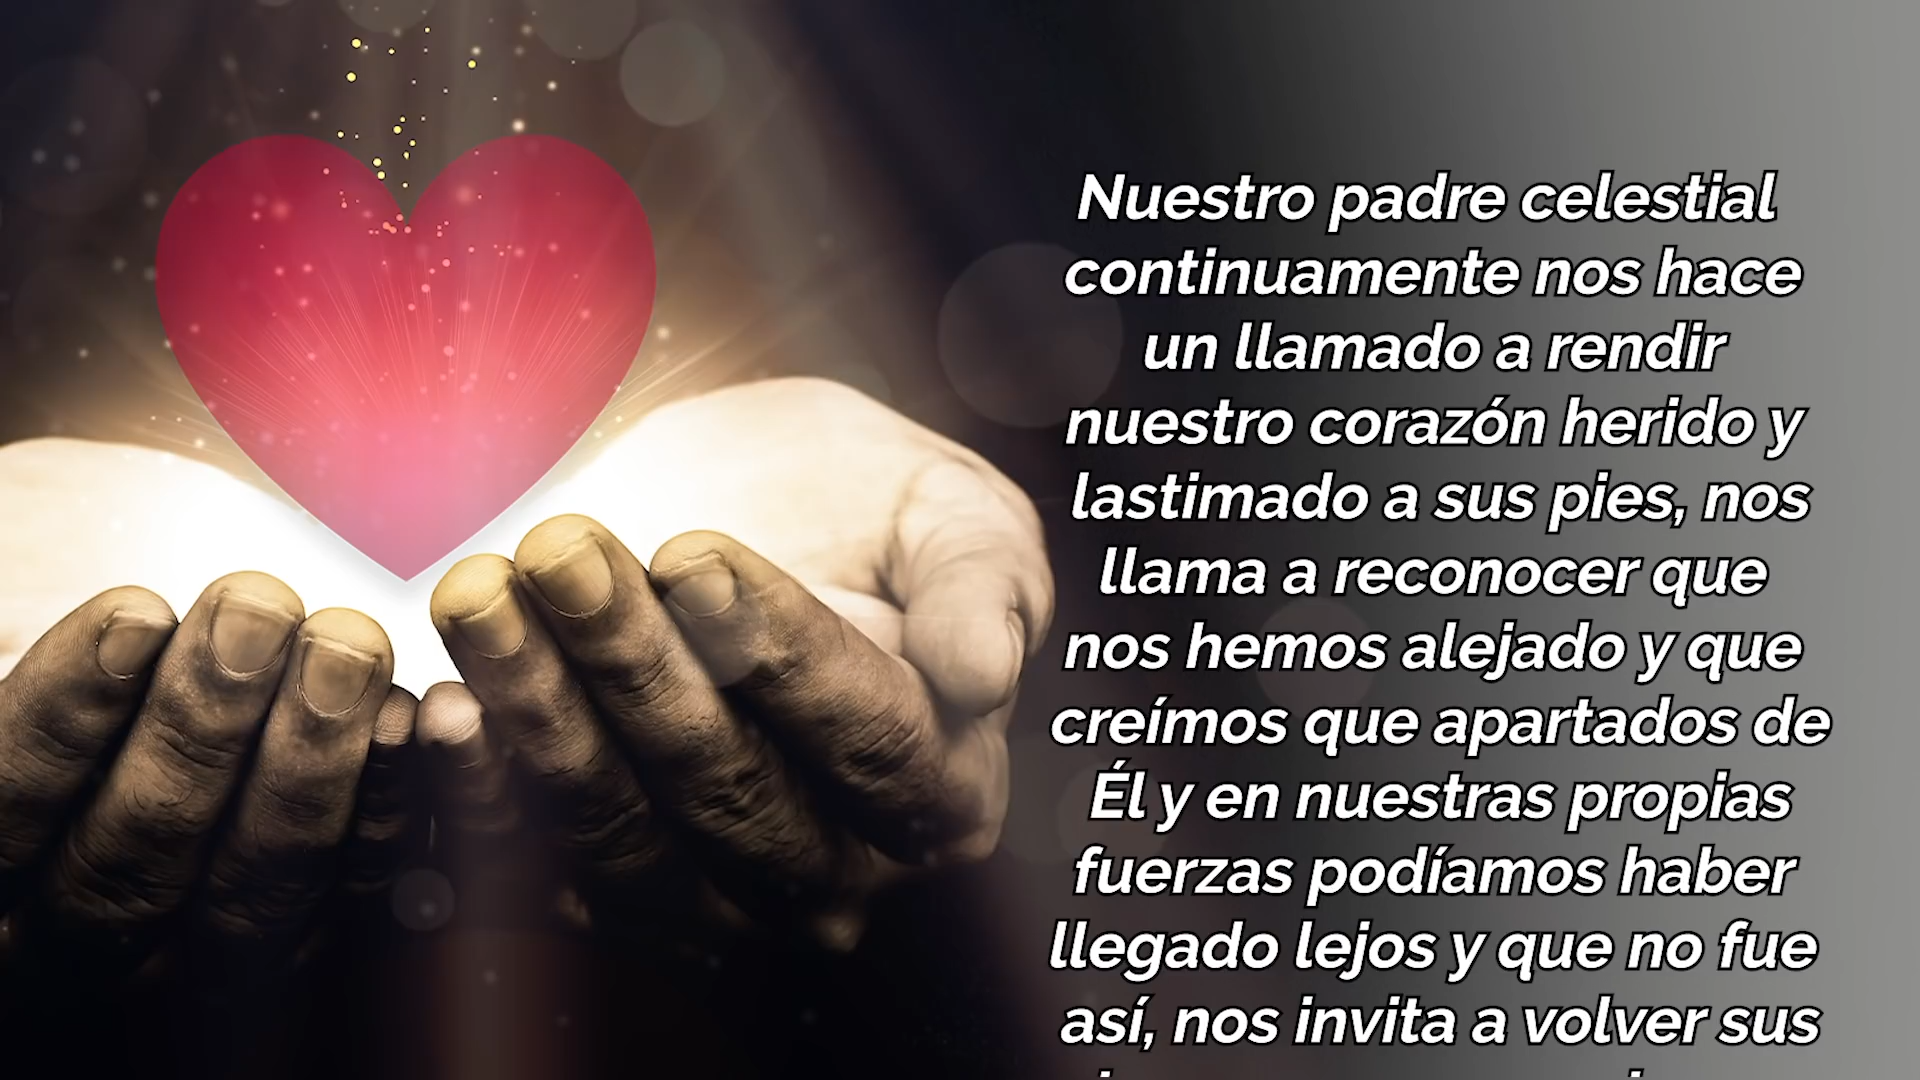 Nuestro padre celestial
continuamente nos hace
un llamado a rendir
nuestro corazón herido y
lastimado a sus pies, nos
llama a reconocer que
nos hemos alejado y que
creímos que apartados de
Él y en nuestras propias
fuerzas podíamos haber
llegado lejos y que no fue
así, nos invita a volver sus